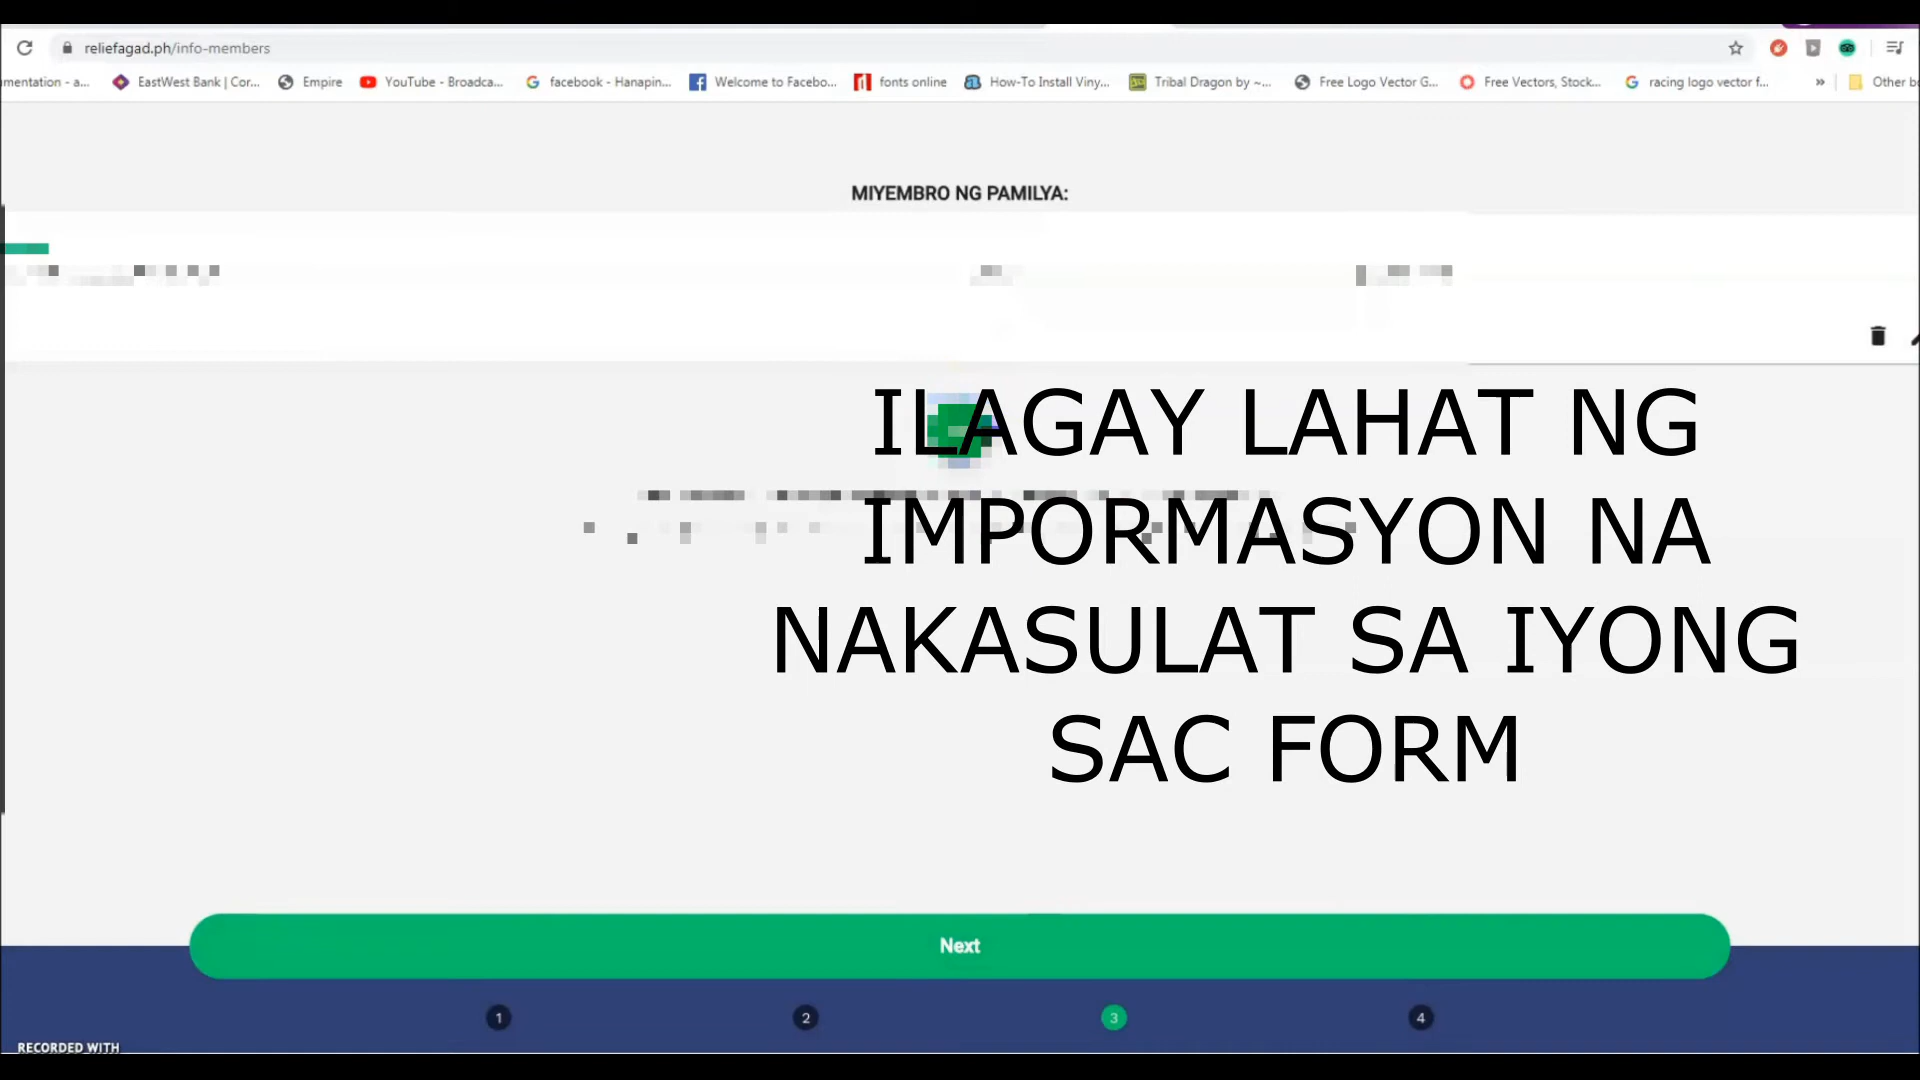 reliefagad.ph/info-members
mentation - a...
EastWest Bank | Cor...
Empire
YouTube - Broadca...
facebook - Hanapin...
Welcome to Facebo...
fonts online
How-To Install Viny...
Tribal Dragon by ~...
Free Logo Vector G...
Free Vectors, Stock...
racing logo vector f...
»
Other bo
MIYEMBRO NG PAMILYA:
ILAGAY LAHAT NG
IMPORMASYON NA
NAKASULAT SA IYONG
SAC FORM
Next
1
2
3
4
RECORDED WITH